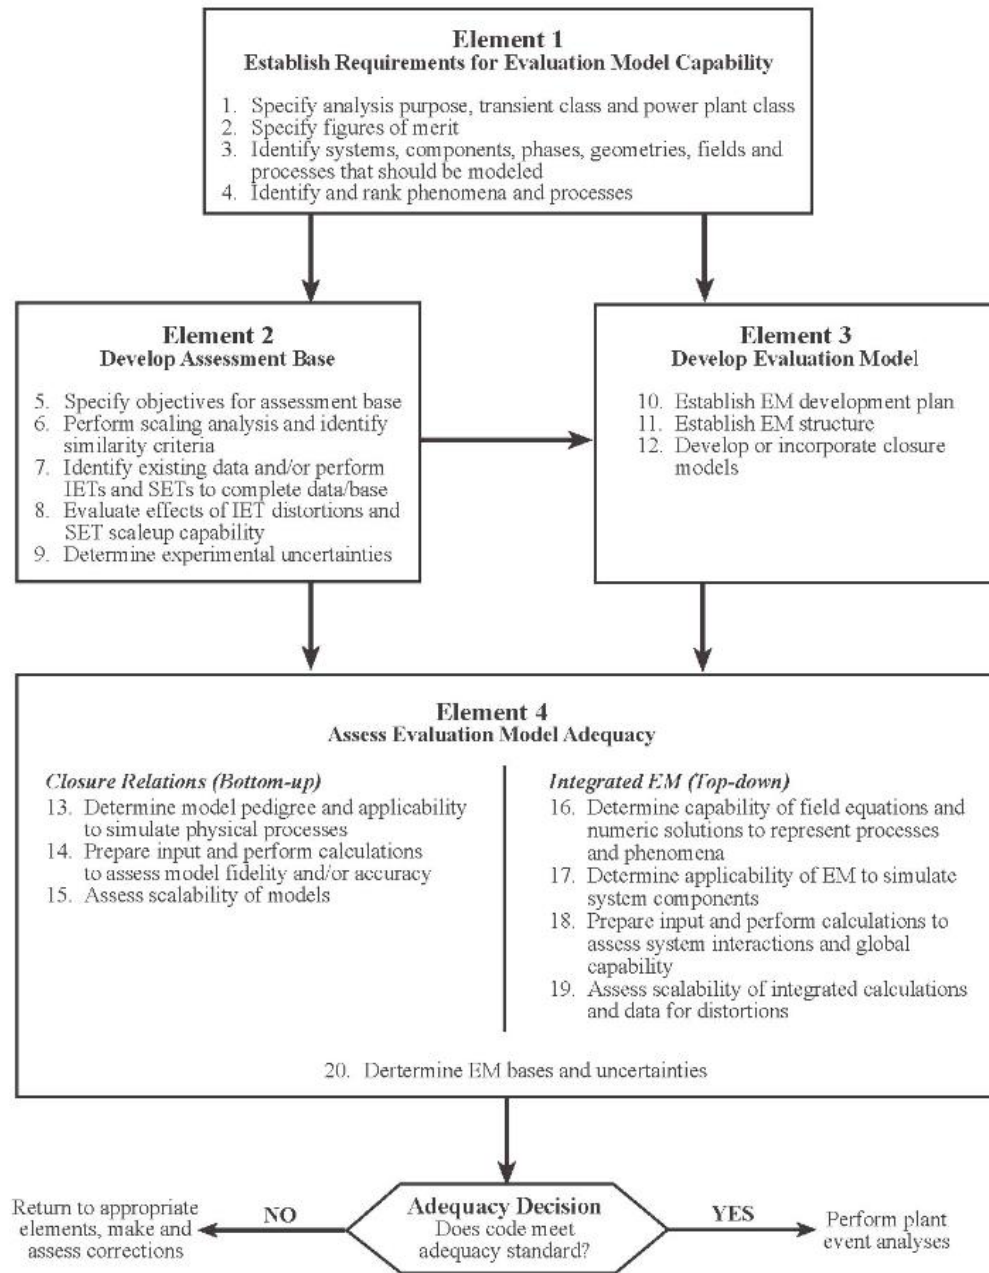 Element 1
Establish Requirements for Evaluation Model Capability
1. Specify analysis purpose, transient class and power plant class
2. Specify figures of merit
3. Identify systems, components, phases, geometries, fields and
processes that should be modeled
4. Identify and rank phenomena and processes
Element 2
Develop Assessment Base
5. Specify objectives for assessment base
6. Perform scaling analysis and identify
similarity criteria
7. Identify existing data and/or perform
IETs and SETs to complete data/base
8. Evaluate effects of IET distortions and
SET scaleup capability
9. Determine experimental uncertainties
Element 3
Develop Evaluation Model
10. Establish EM development plan
11. Establish EM structure
12. Develop or incorporate closure
models
Element 4
Assess Evaluation Model Adequacy
Closure Relations (Bottom-up)
13. Determine model pedigree and applicability
to simulate physical processes
14. Prepare input and perform calculations
to assess model fidelity and/or accuracy
15. Assess scalability of models
Integrated EM (Top-down)
16. Determine capability of field equations and
numeric solutions to represent processes
and phenomena
17. Determine applicability of EM to simulate
system components
18. Prepare input and perform calculations to
assess system interactions and global
capability
19. Assess scalability of integrated calculations
and data for distortions
20. Dertermine EM bases and uncertainties
Adequacy Decision
Does code meet
adequacy standard?
NO
Return to appropriate
elements, make and
assess corrections
YES
Perform plant
event analyses